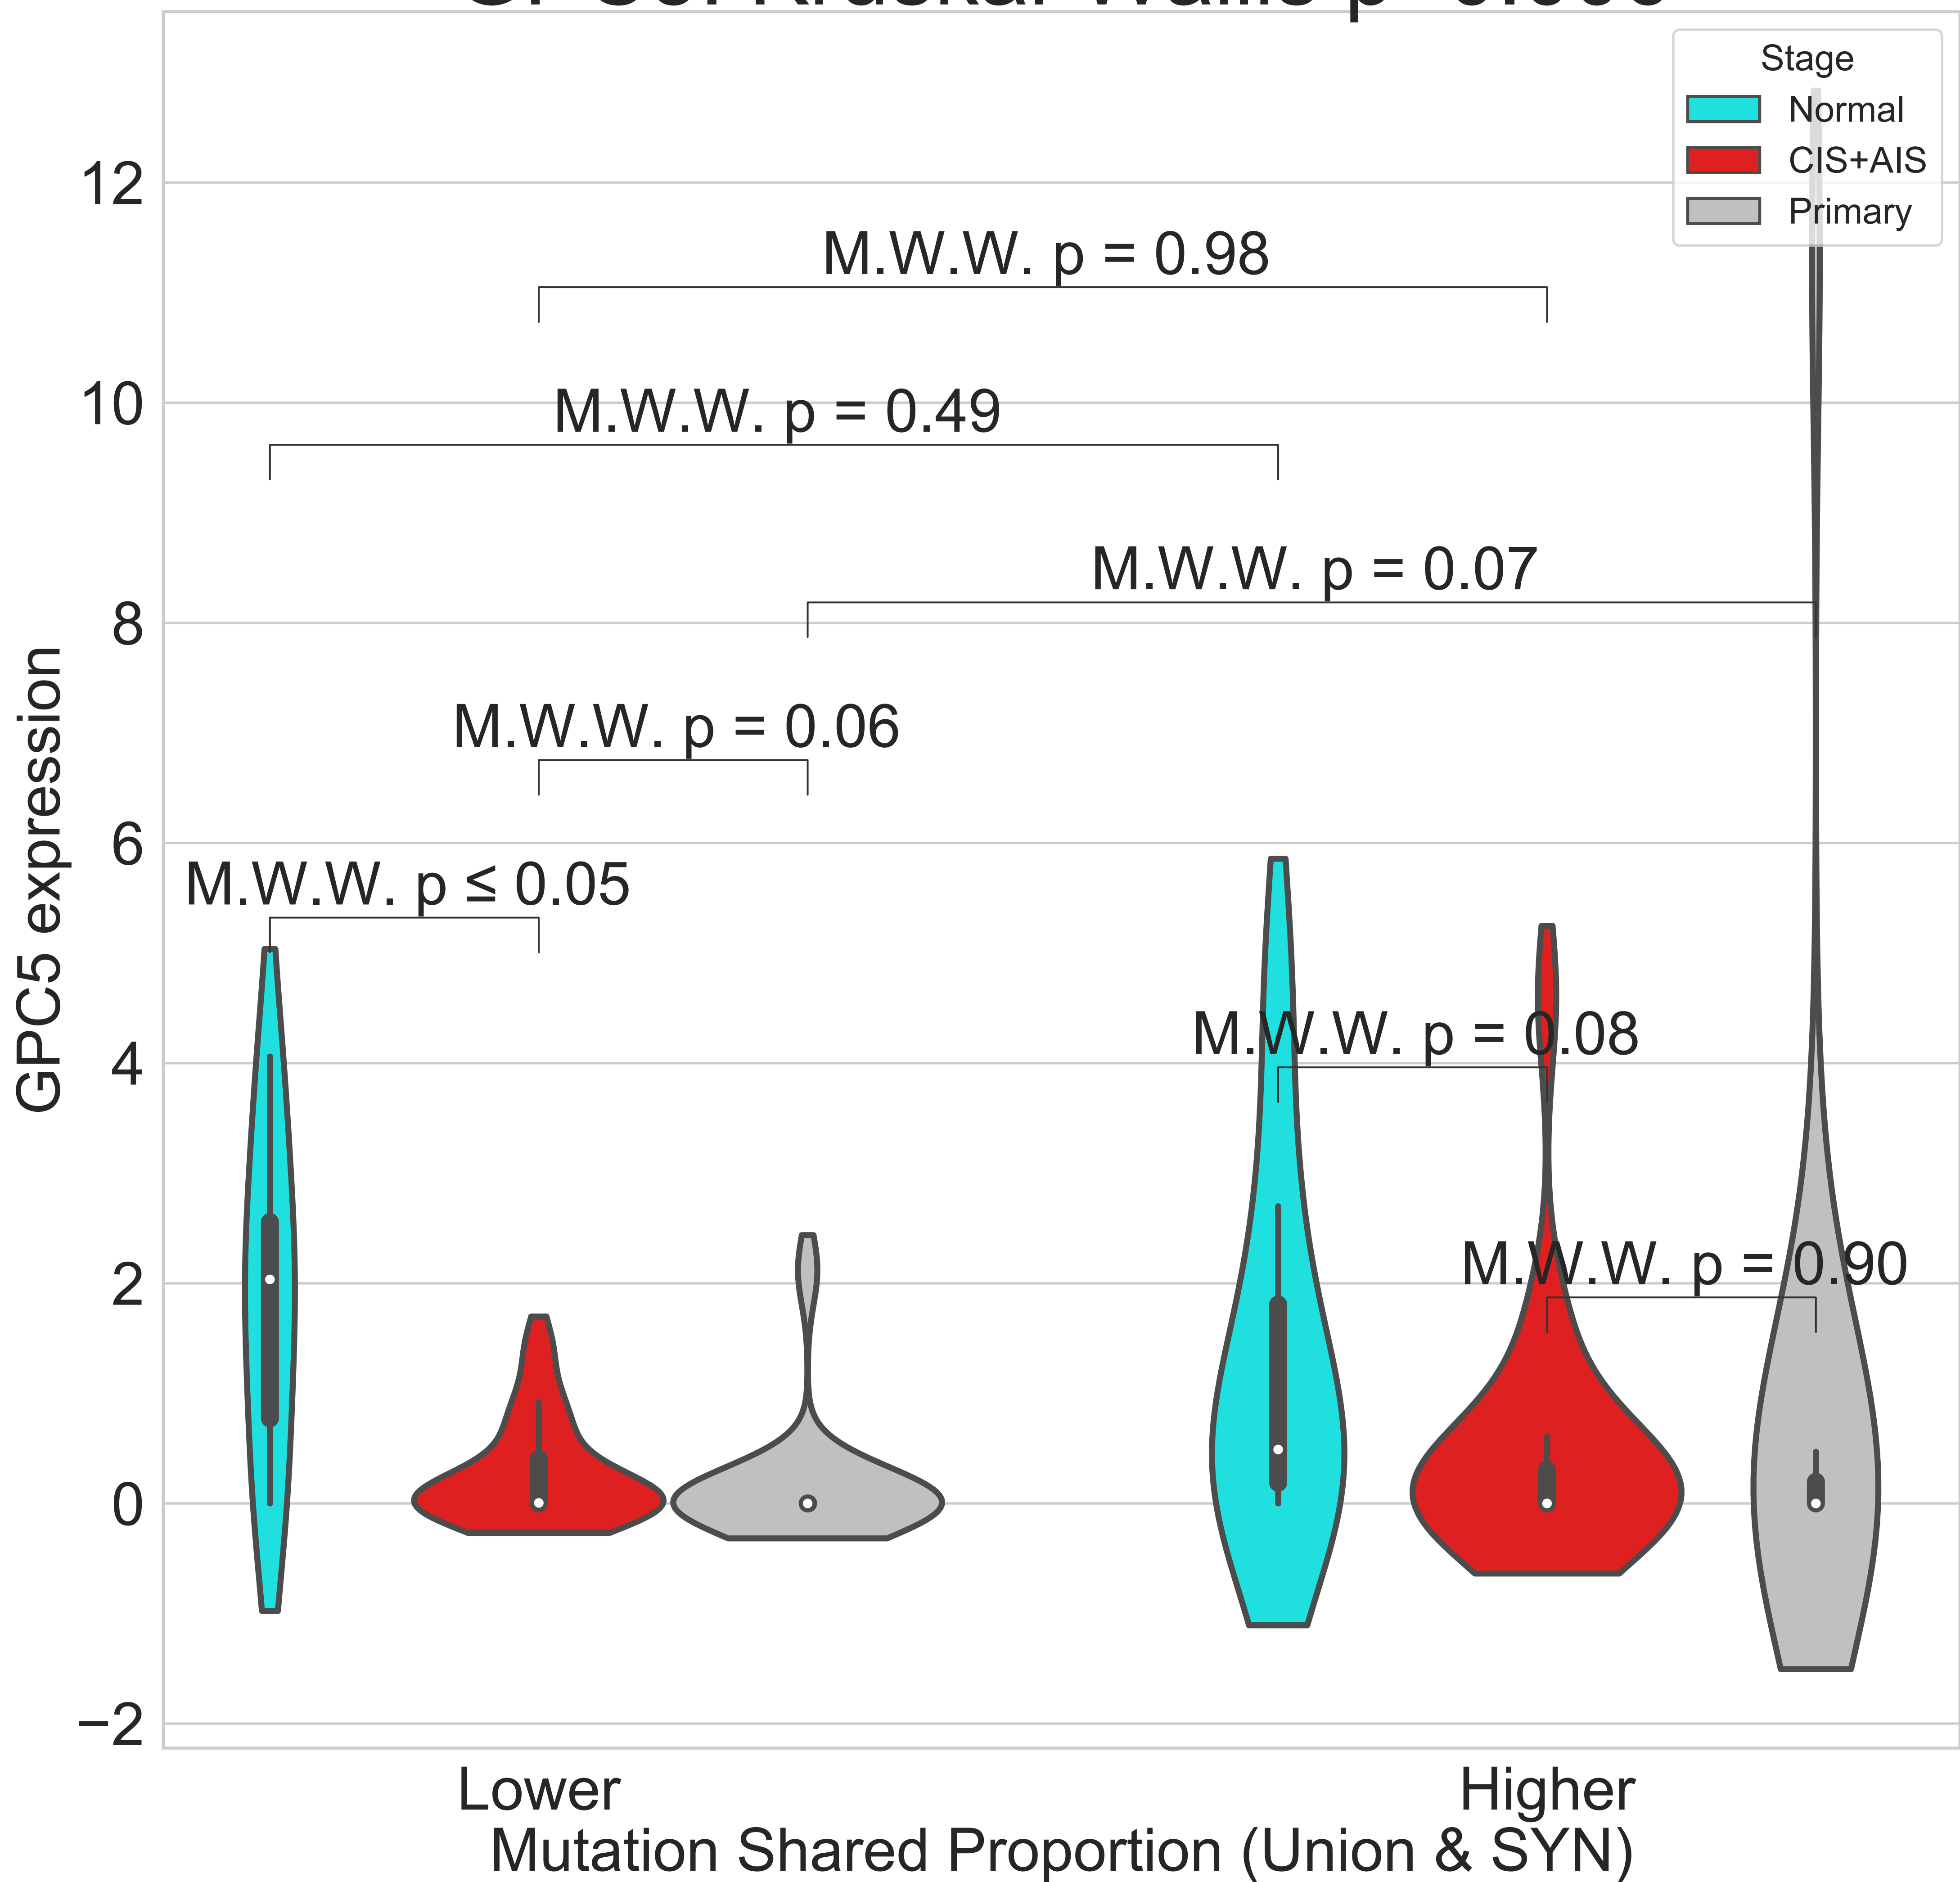 Stage
Normal
CIS+AIS
Primary
12
10
8
6
4
2
0
−2
GPC5 expression
M.W.W. p = 0.98
M.W.W. p = 0.49
M.W.W. p = 0.07
M.W.W. p = 0.06
M.W.W. p ≤ 0.05
M.W.W. p = 0.08
M.W.W. p = 0.90
Lower
Higher
Mutation Shared Proportion (Union & SYN)